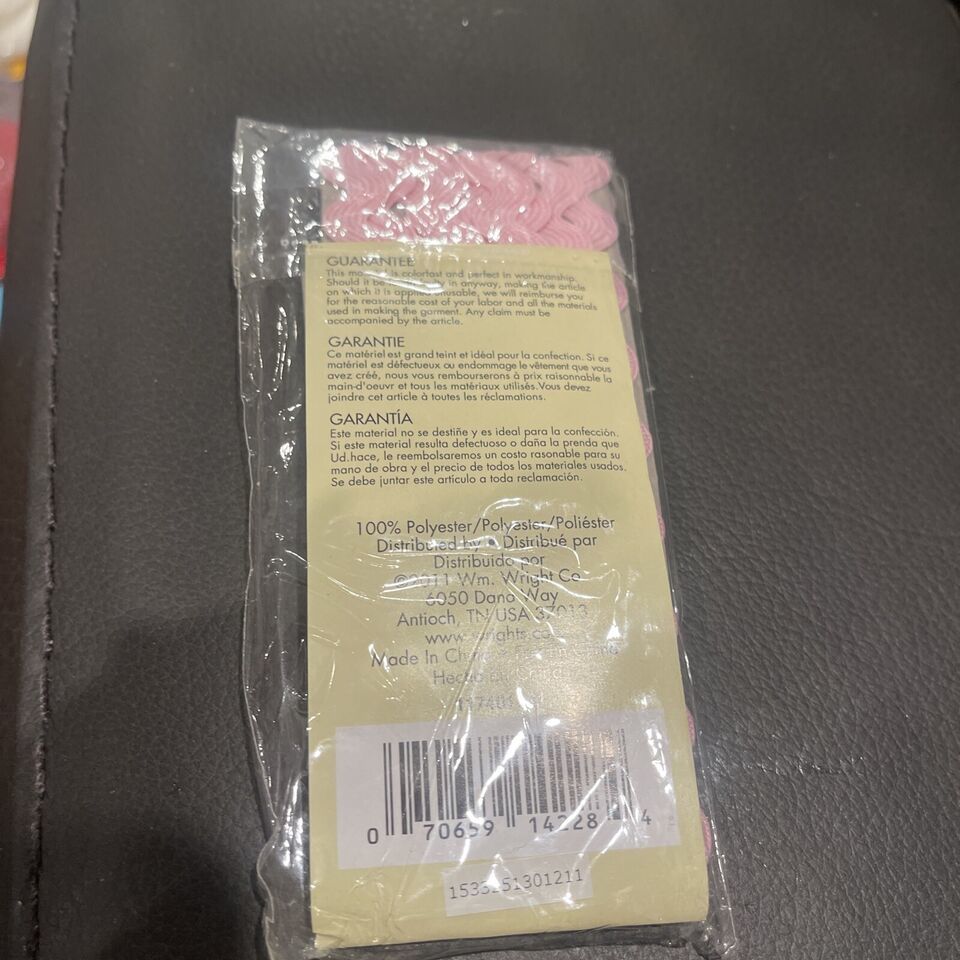 GUARANTEE
This is colorfast and perfect in workmanship.
Should it be in anyway, making the article
on which it is applied unusable, we will reimburse you
for the reasonable cost of your labor and all the materials
used in making the garment. Any claim must be
accompanied by the article.
GARANTIE
Ce matériel est grand teint et idéal pour la confection. Si ce
matériel est défectueux ou endommage le vêtement que vous
avez créé, nous vous rembourserons à prix raisonnable la
main-d'oeuvr et tous les matériaux utilisés. Vous devez
joindre cet article à toutes les réclamations.
GARANTÍA
Este material no se destiñe y es ideal para la confección.
Si este material resulta defectuoso o daña la prenda que
Ud.hace, le reembolsaremos un costo rasonable para su
mano de obra y el precio de todos los materiales usados.
Se debe juntar este articulo a toda reclamación.
100% Polyester/Polyester/Poliéster
Distributed by • Distribué par
Distribuido por
©2011 Wm. Wright Co
6050 Dana Way
Antioch, TN USA 37013
Made In China
0 70659 14228 4